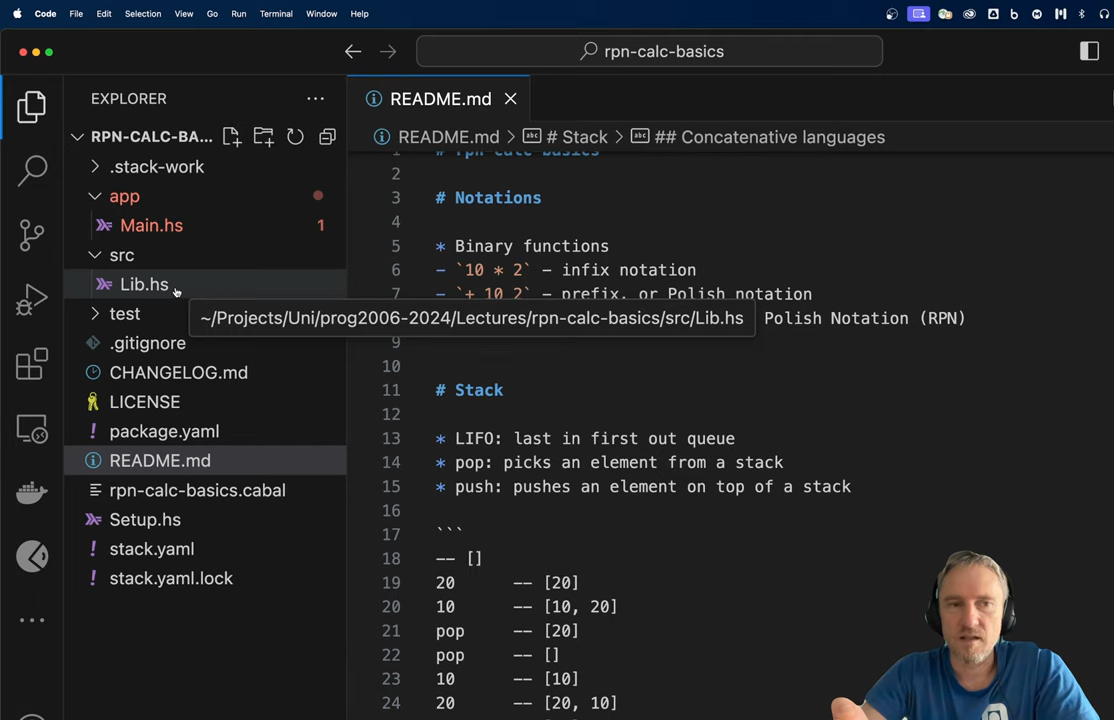 Code File Edit Selection View Go Run Terminal Window Help
rpn-calc-basics
EXPLORER
README.md
RPN-CALC-BA...
README.md > # Stack > ## Concatenative languages
.stack-work
app
Main.hs 1
src
Lib.hs
test
.gitignore
CHANGELOG.md
LICENSE
package.yaml
README.md
rpn-calc-basics.cabal
Setup.hs
stack.yaml
stack.yaml.lock
~/Projects/Uni/prog2006-2024/Lectures/rpn-calc-basics/src/Lib.hs
1 # rpn-calc-basics
2
3 # Notations
4
5 * Binary functions
6 - `10 * 2` - infix notation
7 - `+ 10 2` - prefix, or Polish notation
Polish Notation (RPN)
9
10
11 # Stack
12
13 * LIFO: last in first out queue
14 * pop: picks an element from a stack
15 * push: pushes an element on top of a stack
16
17 ```
18 -- []
19 20 -- [20]
20 10 -- [10, 20]
21 pop -- [20]
22 pop -- []
23 10 -- [10]
24 20 -- [20, 10]